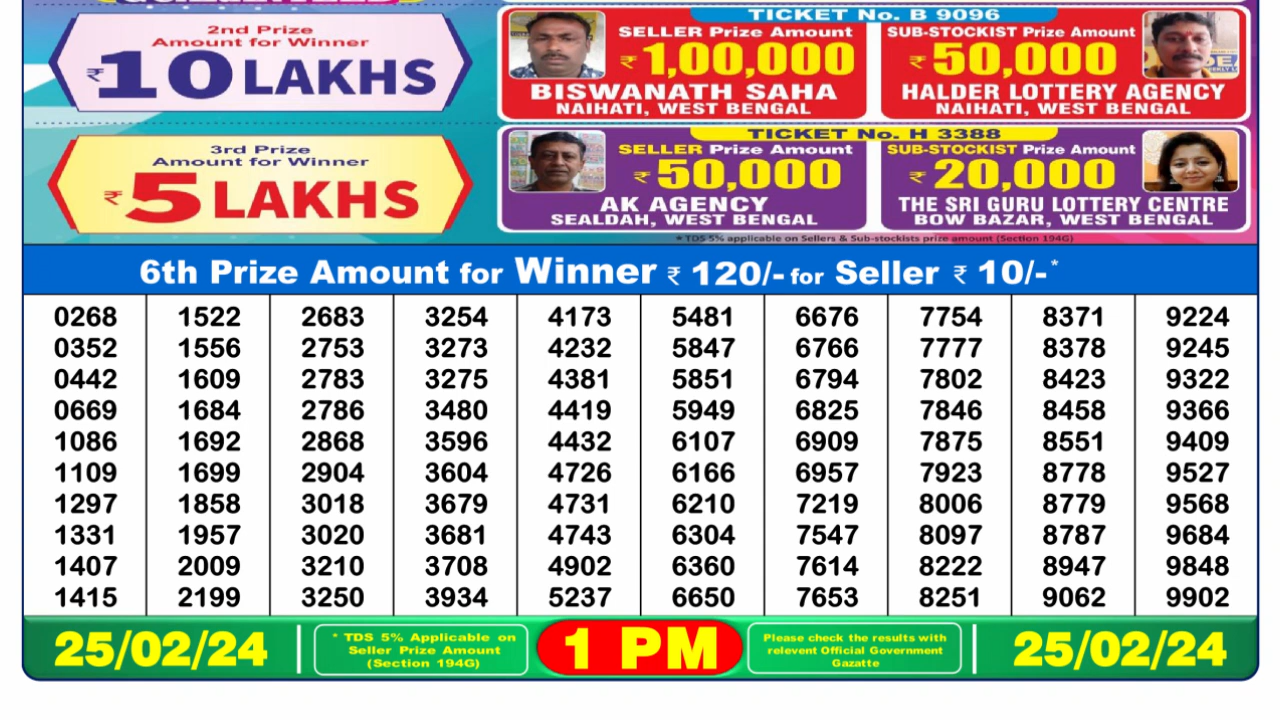 2nd Prize
Amount for Winner
₹10 LAKHS
TICKET No. B 9096
SELLER Prize Amount
₹1,00,000
BISWANATH SAHA
NAIHATI, WEST BENGAL
SUB-STOCKIST Prize Amount
₹50,000
HALDER LOTTERY AGENCY
NAIHATI, WEST BENGAL
3rd Prize
Amount for Winner
₹5 LAKHS
TICKET No. H 3388
SELLER Prize Amount
₹50,000
AK AGENCY
SEALDAH, WEST BENGAL
SUB-STOCKIST Prize Amount
₹20,000
THE SRI GURU LOTTERY CENTRE
BOW BAZAR, WEST BENGAL
* TDS 5% applicable on Sellers & Sub-stockists prize amount (Section 194G)
6th Prize Amount for Winner ₹ 120/- for Seller ₹ 10/-*
0268 1522 2683 3254 4173 5481 6676 7754 8371 9224
0352 1556 2753 3273 4232 5847 6766 7777 8378 9245
0442 1609 2783 3275 4381 5851 6794 7802 8423 9322
0669 1684 2786 3480 4419 5949 6825 7846 8458 9366
1086 1692 2868 3596 4432 6107 6909 7875 8551 9409
1109 1699 2904 3604 4726 6166 6957 7923 8778 9527
1297 1858 3018 3679 4731 6210 7219 8006 8779 9568
1331 1957 3020 3681 4743 6304 7547 8097 8787 9684
1407 2009 3210 3708 4902 6360 7614 8222 8947 9848
1415 2199 3250 3934 5237 6650 7653 8251 9062 9902
25/02/24
* TDS 5% Applicable on
Seller Prize Amount
(Section 194G)
1 PM
Please check the results with
relevent Official Government
Gazatte
25/02/24